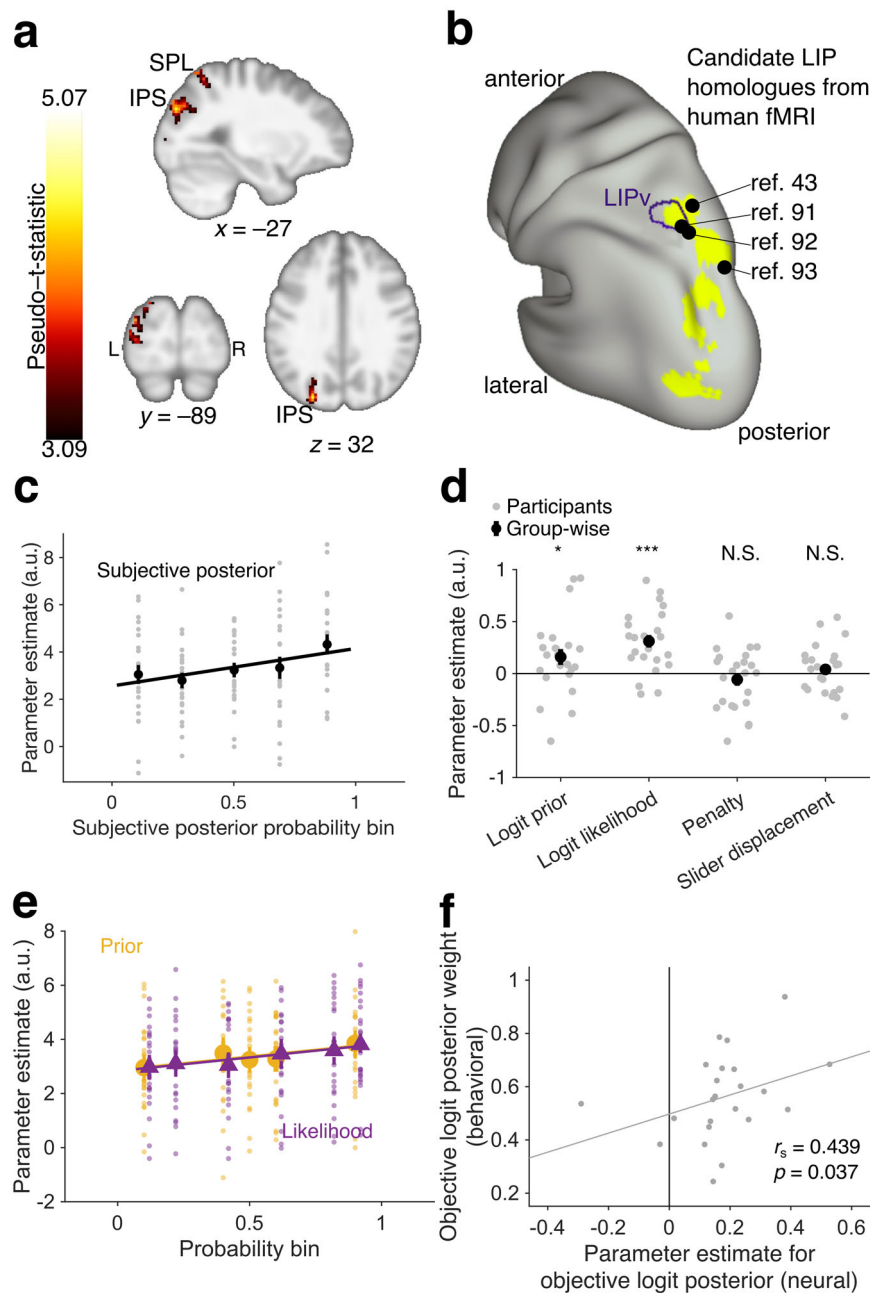 a
SPL
IPS
5.07
Pseudo–t-statistic
3.09
x = –27
L
R
y = –89
IPS
z = 32
b
anterior
Candidate LIP
homologues from
human fMRI
LIPv
ref. 43
ref. 91
ref. 92
ref. 93
lateral
posterior
c
Subjective posterior
Parameter estimate (a.u.)
8
6
4
2
0
0
0.5
1
Subjective posterior probability bin
d
Participants
Group-wise
*
***
N.S.
N.S.
Parameter estimate (a.u.)
1
0.5
0
-0.5
-1
Logit prior
Logit likelihood
Penalty
Slider displacement
e
Prior
Likelihood
Parameter estimate (a.u.)
8
6
4
2
0
-2
0
0.5
1
Probability bin
f
Objective logit posterior weight
(behavioral)
1
0.8
0.6
0.4
0.2
rs = 0.439
p = 0.037
-0.4
-0.2
0
0.2
0.4
0.6
Parameter estimate for
objective logit posterior (neural)